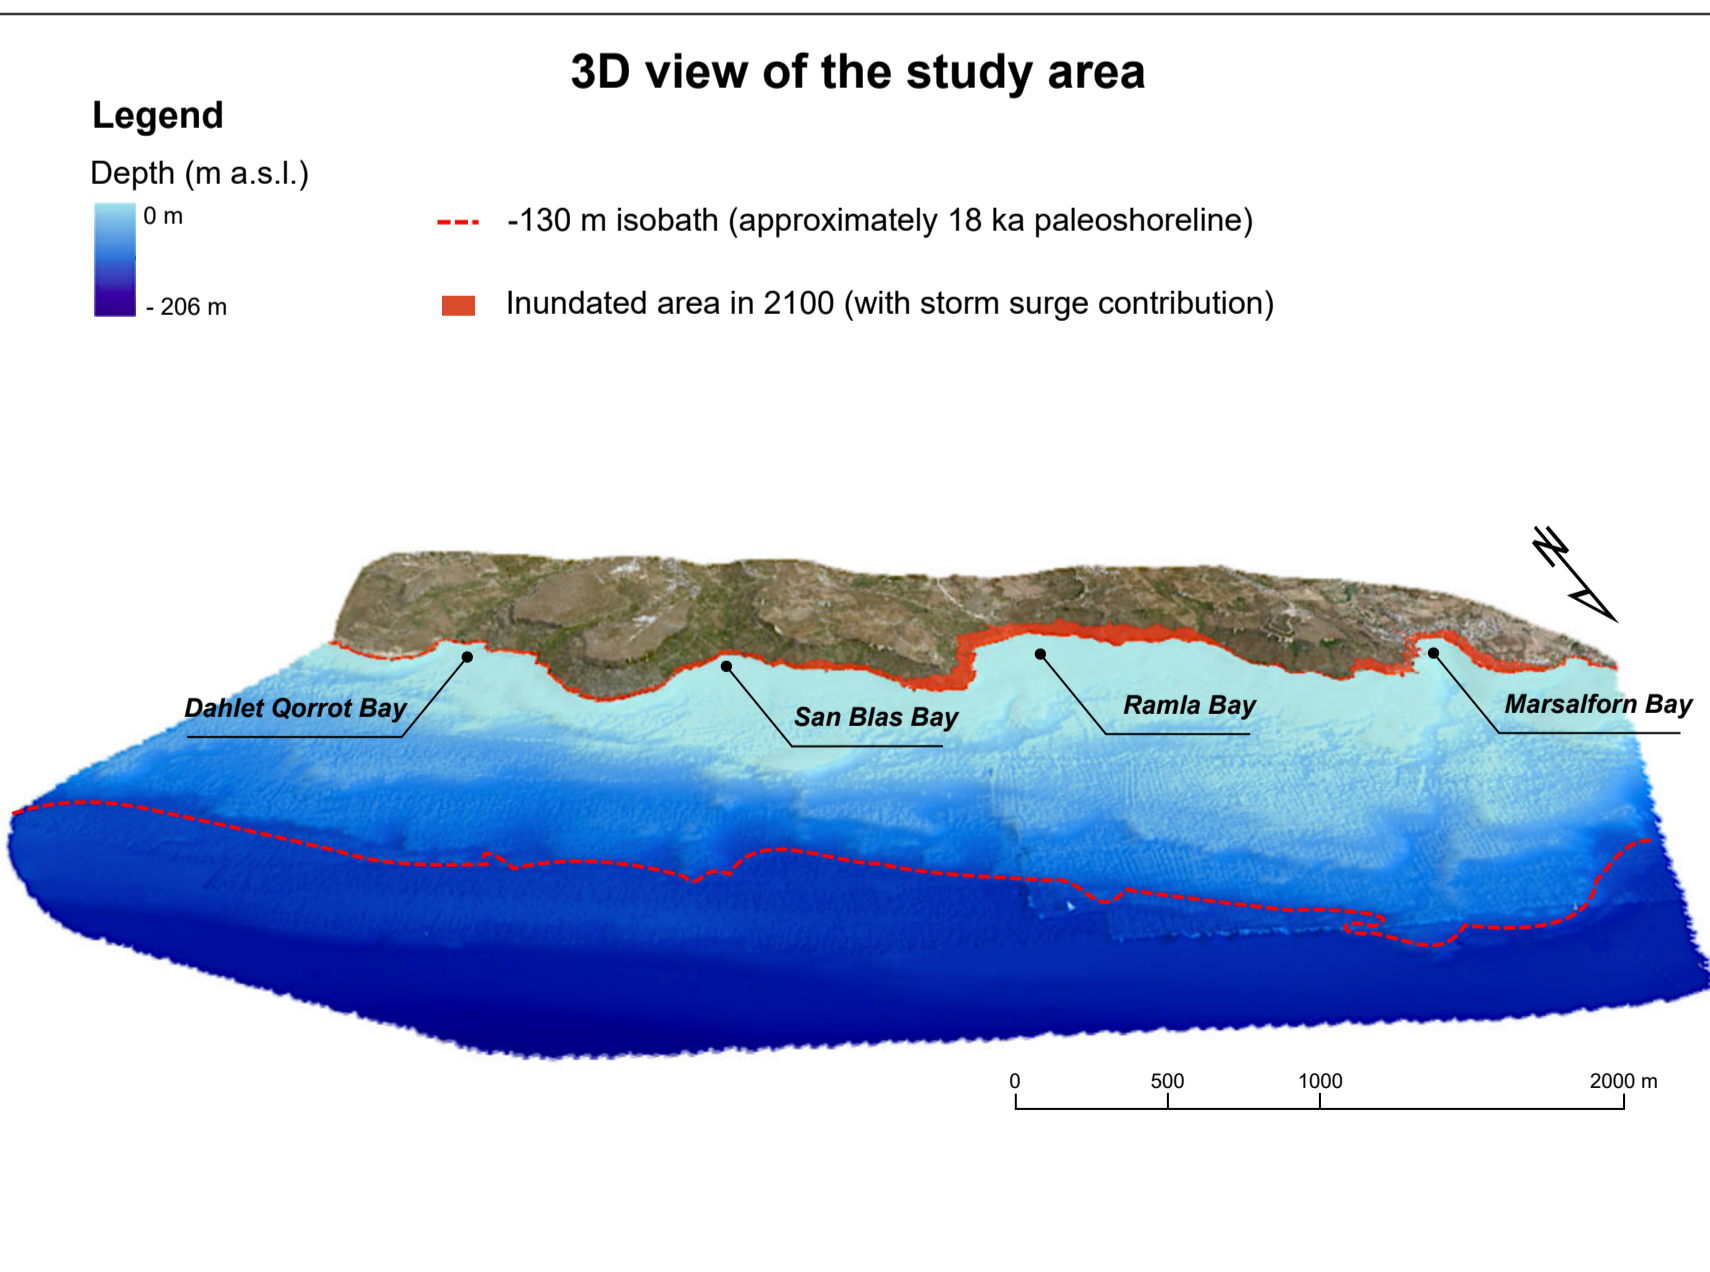 3D view of the study area
Legend
Depth (m a.s.l.)
0 m
- 206 m
-130 m isobath (approximately 18 ka paleoshoreline)
Inundated area in 2100 (with storm surge contribution)
N
Dahlet Qorrot Bay
San Blas Bay
Ramla Bay
Marsalforn Bay
0 500 1000 2000 m